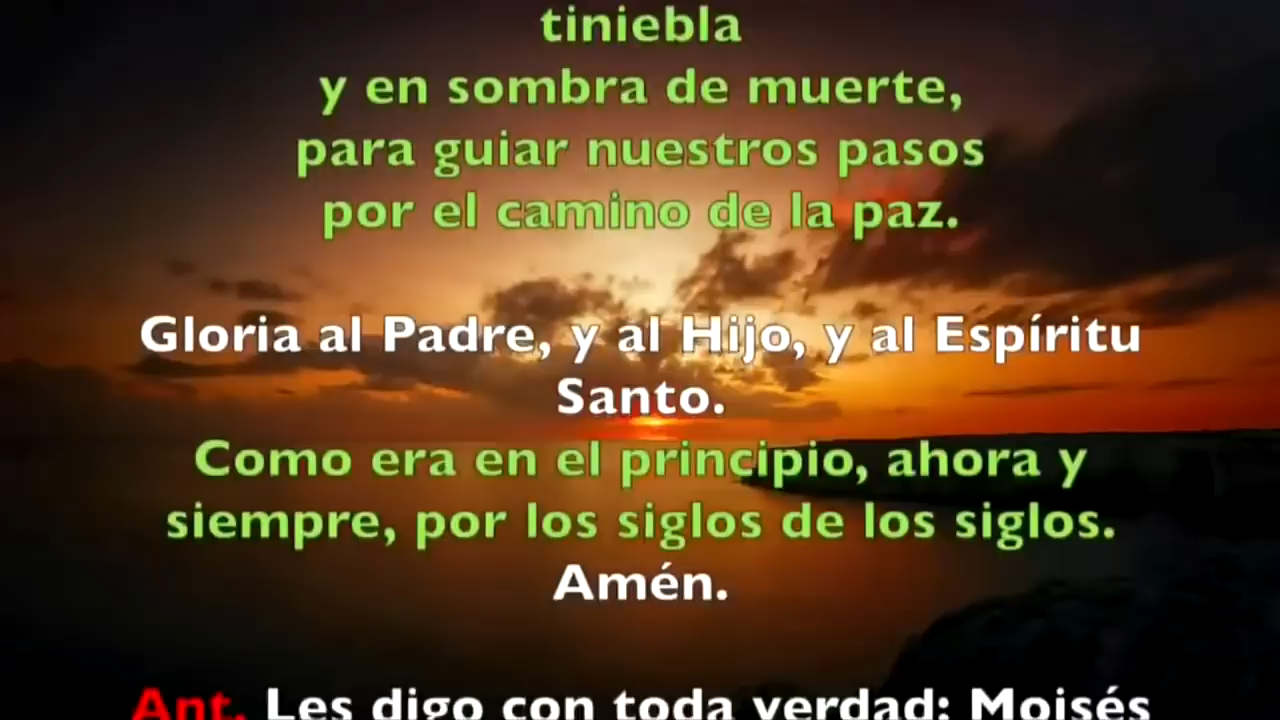 tiniebla
y en sombra de muerte,
para guiar nuestros pasos
por el camino de la paz.
Gloria al Padre, y al Hijo, y al Espíritu
Santo.
Como era en el principio, ahora y
siempre, por los siglos de los siglos.
Amén.
Ant. Les digo con toda verdad: Moisés